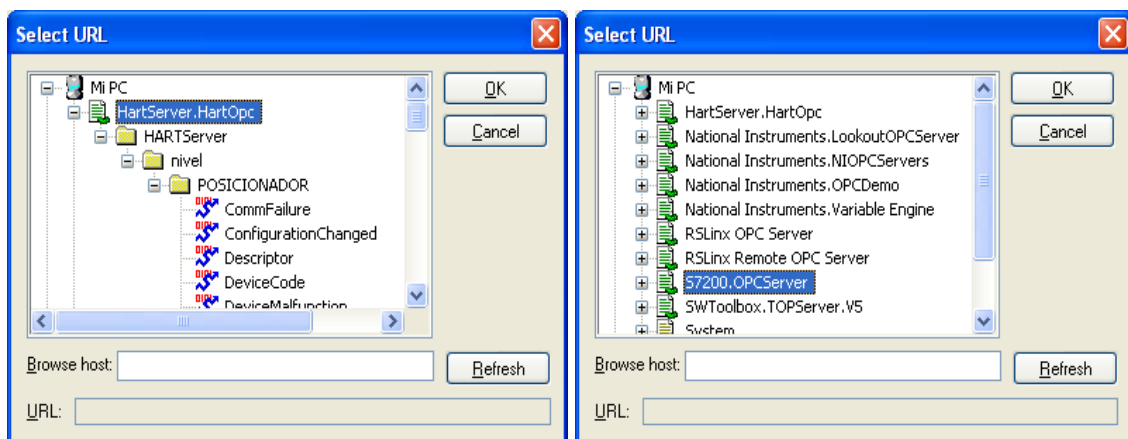 Select URL
Mi PC
HartServer.HartOpc
HARTServer
nivel
POSICIONADOR
CommFailure
ConfigurationChanged
Descriptor
DeviceCode
DeviceMalfunction
OK
Cancel
Browse host:
Refresh
URL:
Select URL
Mi PC
HartServer.HartOpc
National Instruments.LookoutOPCServer
National Instruments.NIOPCServers
National Instruments.OPCDemo
National Instruments.Variable Engine
RSLinx OPC Server
RSLinx Remote OPC Server
S7200.OPCServer
SWToolbox.TOPServer.V5
System
OK
Cancel
Browse host:
Refresh
URL: